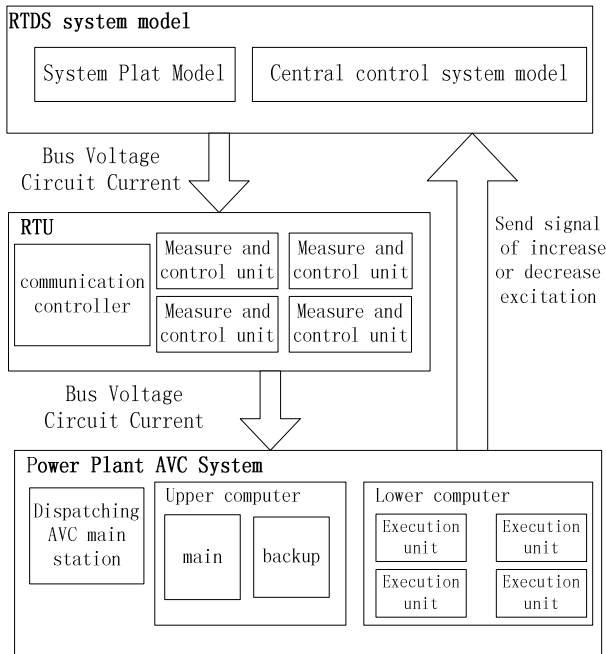 RTDS system model
System Plat Model
Central control system model
Bus Voltage
Circuit Current
Send signal
of increase
or decrease
excitation
RTU
communication
controller
Measure and
control unit
Measure and
control unit
Measure and
control unit
Measure and
control unit
Bus Voltage
Circuit Current
Power Plant AVC System
Dispatching
AVC main
station
Upper computer
main
backup
Lower computer
Execution
unit
Execution
unit
Execution
unit
Execution
unit